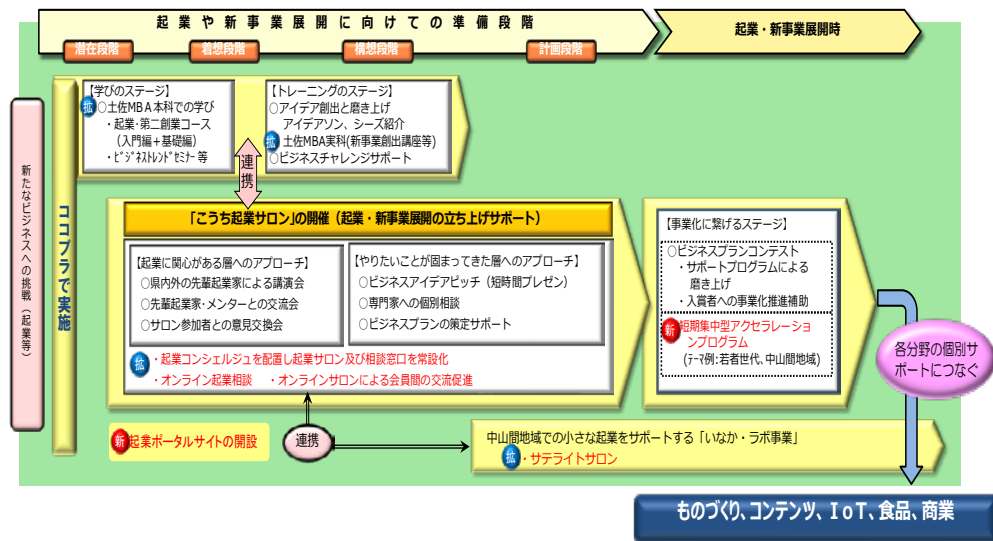 起業や新事業展開に向けての準備段階
起業・新事業展開時
潜在段階
着想段階
構想段階
計画段階
新たなビジネスへの挑戦（起業等）
ココプラで実施
【学びのステージ】
拡
○土佐MBA本科での学び
・起業・第二創業コース
（入門編＋基礎編）
・ﾋﾞｼﾞﾈｽﾄﾚﾝﾄﾞｾﾐﾅｰ等
【トレーニングのステージ】
○アイデア創出と磨き上げ
アイデアソン、シーズ紹介
拡
土佐MBA実科(新事業創出講座等)
○ビジネスチャレンジサポート
連携
「こうち起業サロン」の開催（起業・新事業展開の立ち上げサポート）
【起業に関心がある層へのアプローチ】
○県内外の先輩起業家による講演会
○先輩起業家・メンターとの交流会
○サロン参加者との意見交換会
【やりたいことが固まってきた層へのアプローチ】
○ビジネスアイデアピッチ（短時間プレゼン）
○専門家への個別相談
○ビジネスプランの策定サポート
拡
・起業コンシェルジュを配置し起業サロン及び相談窓口を常設化
・オンライン起業相談　・オンラインサロンによる会員間の交流促進
【事業化に繋げるステージ】
○ビジネスプランコンテスト
・サポートプログラムによる
磨き上げ
・入賞者への事業化推進補助
新
短期集中型アクセラレーショ
ンプログラム
(ﾃｰﾏ例:若者世代、中山間地域)
各分野の個別サ
ポートにつなぐ
新
起業ポータルサイトの開設
連携
中山間地域での小さな起業をサポートする「いなか・ラボ事業」
拡
・サテライトサロン
ものづくり、コンテンツ、ＩｏＴ、食品、商業